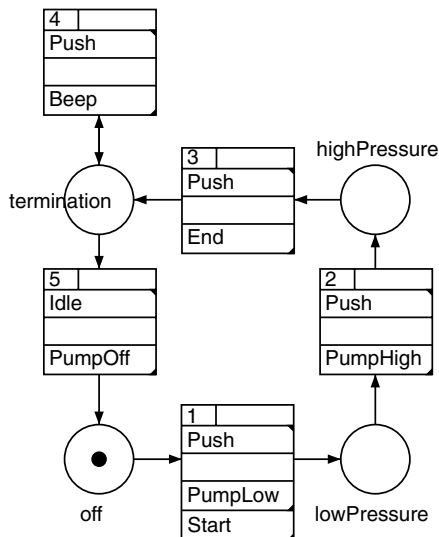 4
Push
Beep
termination
3
Push
End
highPressure
5
Idle
PumpOff
2
Push
PumpHigh
off
1
Push
PumpLow
Start
lowPressure